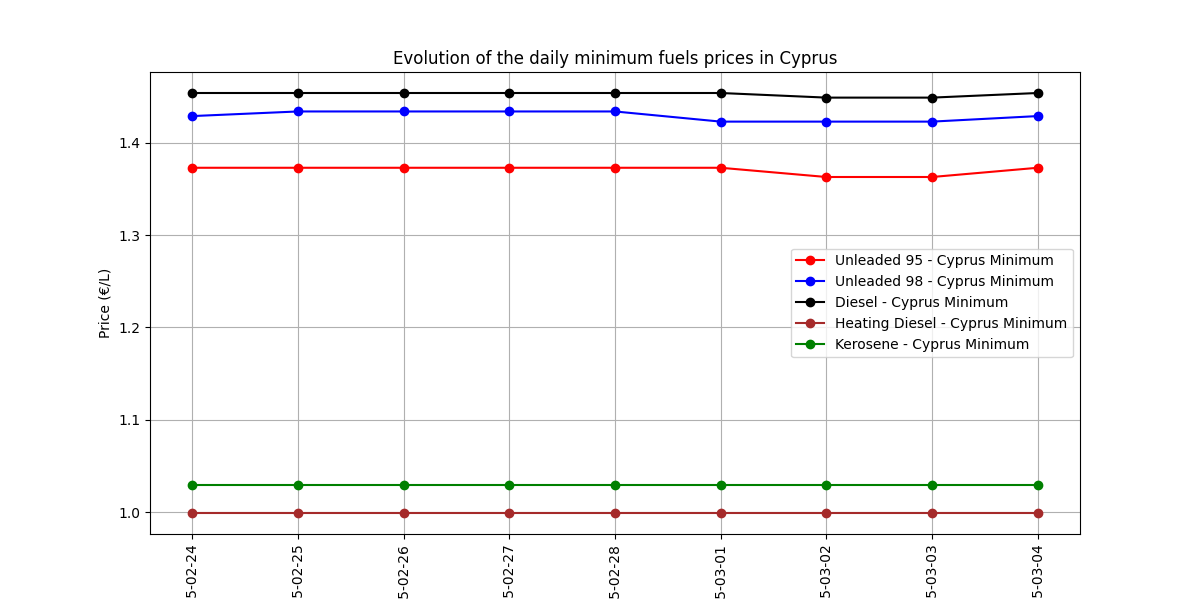 Evolution of the daily minimum fuels prices in Cyprus
Price (€/L)
1.4
1.3
1.2
1.1
1.0
Unleaded 95 - Cyprus Minimum
Unleaded 98 - Cyprus Minimum
Diesel - Cyprus Minimum
Heating Diesel - Cyprus Minimum
Kerosene - Cyprus Minimum
5-02-24
5-02-25
5-02-26
5-02-27
5-02-28
5-03-01
5-03-02
5-03-03
5-03-04